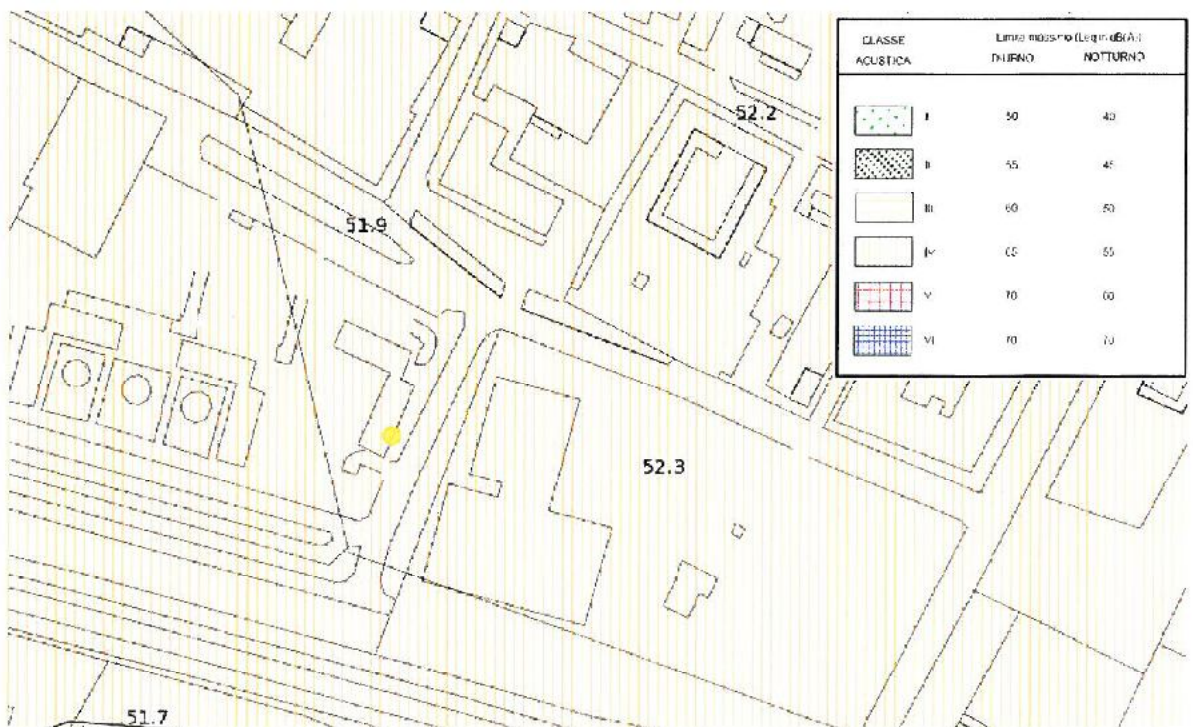 CLASSE
ACUSTICA
Limite massimo (Leq in dB(A))
DIURNO NOTTURNO
I 50 40
II 55 45
III 60 50
IV 65 55
V 70 60
VI 70 70
52.2
51.9
52.3
51.7